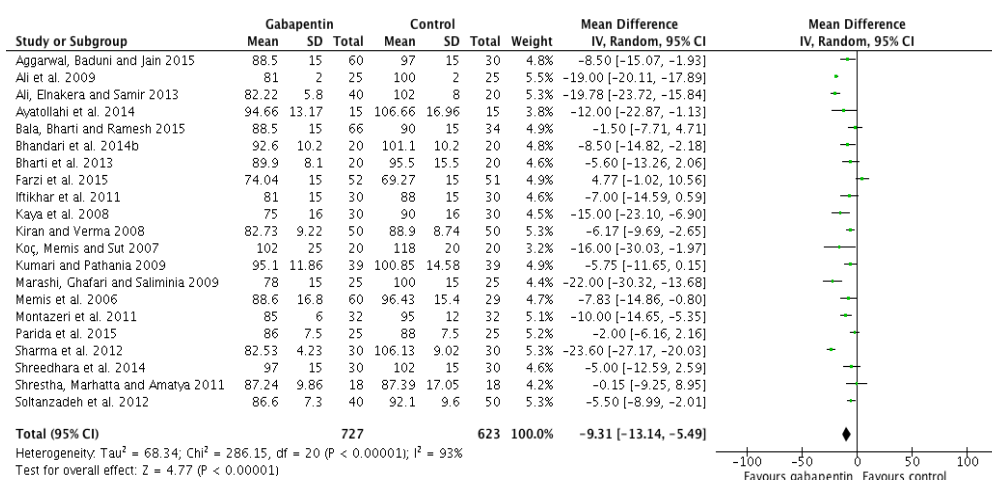 Gabapentin Control Mean Difference Mean Difference
Study or Subgroup Mean SD Total Mean SD Total Weight IV, Random, 95% CI IV, Random, 95% CI
Aggarwal, Baduni and Jain 2015 88.5 15 60 97 15 30 4.8% -8.50 [-15.07, -1.93]
Ali et al. 2009 81 2 25 100 2 25 5.5% -19.00 [-20.11, -17.89]
Ali, Elnakera and Samir 2013 82.22 5.8 40 102 8 20 5.3% -19.78 [-23.72, -15.84]
Ayatollahi et al. 2014 94.66 13.17 15 106.66 16.96 15 3.8% -12.00 [-22.87, -1.13]
Bala, Bharti and Ramesh 2015 88.5 15 66 90 15 34 4.9% -1.50 [-7.71, 4.71]
Bhandari et al. 2014b 92.6 10.2 20 101.1 10.2 20 4.8% -8.50 [-14.82, -2.18]
Bharti et al. 2013 89.9 8.1 20 95.5 15.5 20 4.6% -5.60 [-13.26, 2.06]
Farzi et al. 2015 74.04 15 52 69.27 15 51 4.9% 4.77 [-1.02, 10.56]
Iftikhar et al. 2011 81 15 30 88 15 30 4.6% -7.00 [-14.59, 0.59]
Kaya et al. 2008 75 16 30 90 16 30 4.5% -15.00 [-23.10, -6.90]
Kiran and Verma 2008 82.73 9.22 50 88.9 8.74 50 5.3% -6.17 [-9.69, -2.65]
Koç, Memis and Sut 2007 102 25 20 118 20 20 3.2% -16.00 [-30.03, -1.97]
Kumari and Pathania 2009 95.1 11.86 39 100.85 14.58 39 4.9% -5.75 [-11.65, 0.15]
Marashi, Ghafari and Saliminia 2009 78 15 25 100 15 25 4.4% -22.00 [-30.32, -13.68]
Memis et al. 2006 88.6 16.8 60 96.43 15.4 29 4.7% -7.83 [-14.86, -0.80]
Montazeri et al. 2011 85 6 32 95 12 32 5.1% -10.00 [-14.65, -5.35]
Parida et al. 2015 86 7.5 25 88 7.5 25 5.2% -2.00 [-6.16, 2.16]
Sharma et al. 2012 82.53 4.23 30 106.13 9.02 30 5.3% -23.60 [-27.17, -20.03]
Shreedhara et al. 2014 97 15 30 102 15 30 4.6% -5.00 [-12.59, 2.59]
Shrestha, Marhatta and Amatya 2011 87.24 9.86 18 87.39 17.05 18 4.2% -0.15 [-9.25, 8.95]
Soltanzadeh et al. 2012 86.6 7.3 40 92.1 9.6 50 5.3% -5.50 [-8.99, -2.01]
Total (95% CI) 727 623 100.0% -9.31 [-13.14, -5.49]
Heterogeneity: Tau² = 68.34; Chi² = 286.15, df = 20 (P < 0.00001); I² = 93%
Test for overall effect: Z = 4.77 (P < 0.00001)
-100 -50 0 50 100
Favours gabapentin Favours control